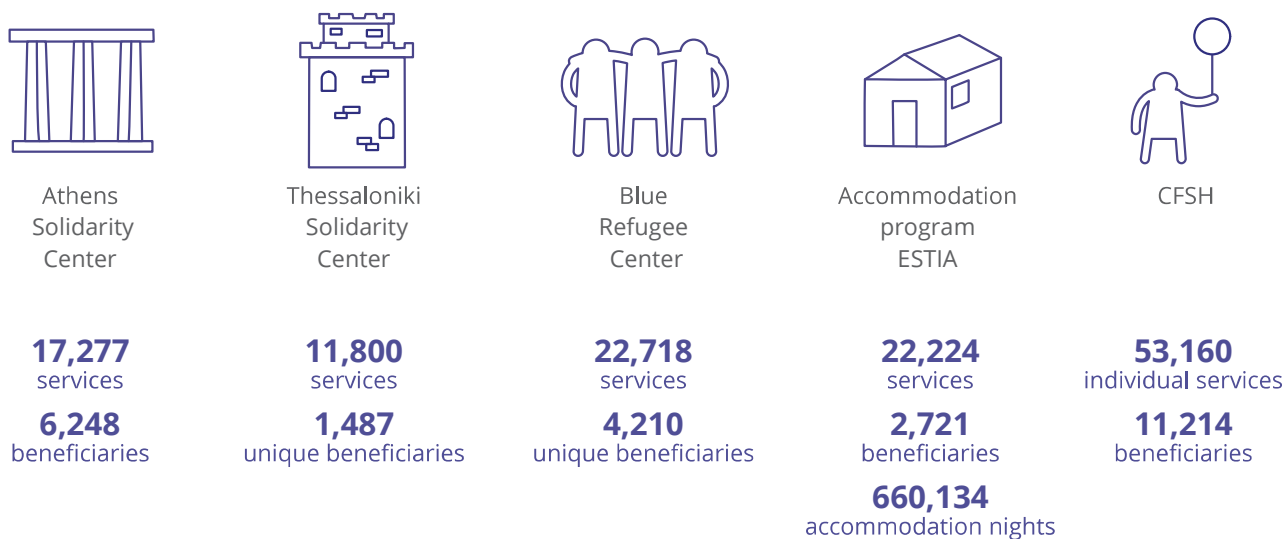 Athens
Solidarity
Center
17,277
services
6,248
beneficiaries
Thessaloniki
Solidarity
Center
11,800
services
1,487
unique beneficiaries
Blue
Refugee
Center
22,718
services
4,210
unique beneficiaries
Accommodation
program
ESTIA
22,224
services
2,721
beneficiaries
660,134
accommodation nights
CFSH
53,160
individual services
11,214
beneficiaries